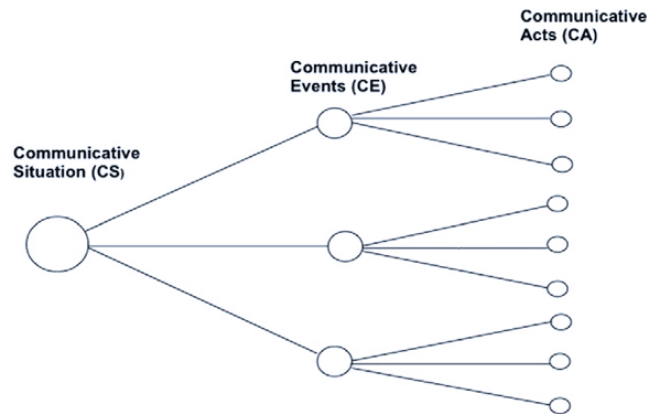 Communicative
Acts (CA)
Communicative
Events (CE)
Communicative
Situation (CS)